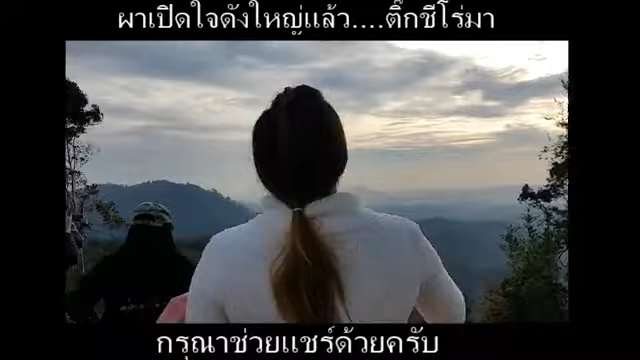 ผาเปิดใจดังใหญ่แล้ว....ติ๊กชีโร่มา
กรุณาช่วยแชร์ด้วยครับ